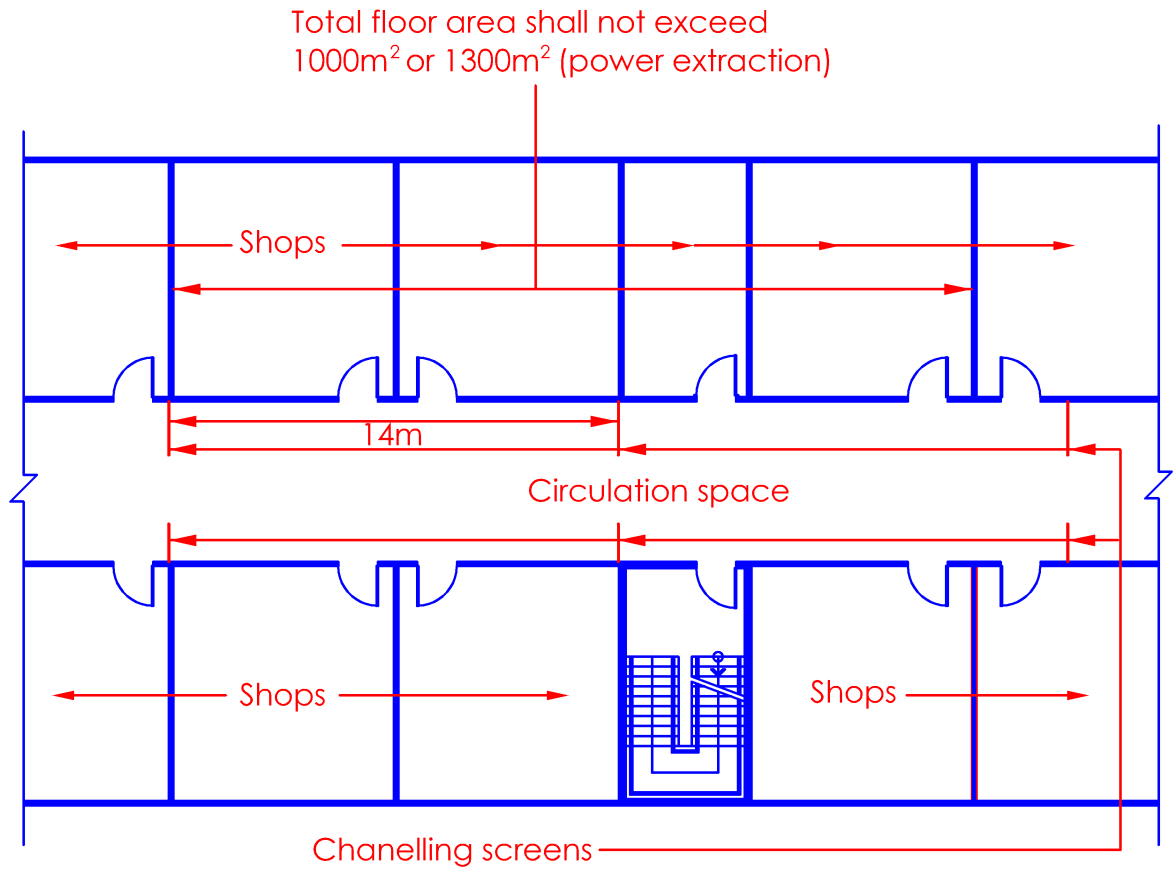 Total floor area shall not exceed
1000m² or 1300m² (power extraction)
Shops
14m
Circulation space
Shops
Shops
Chanelling screens